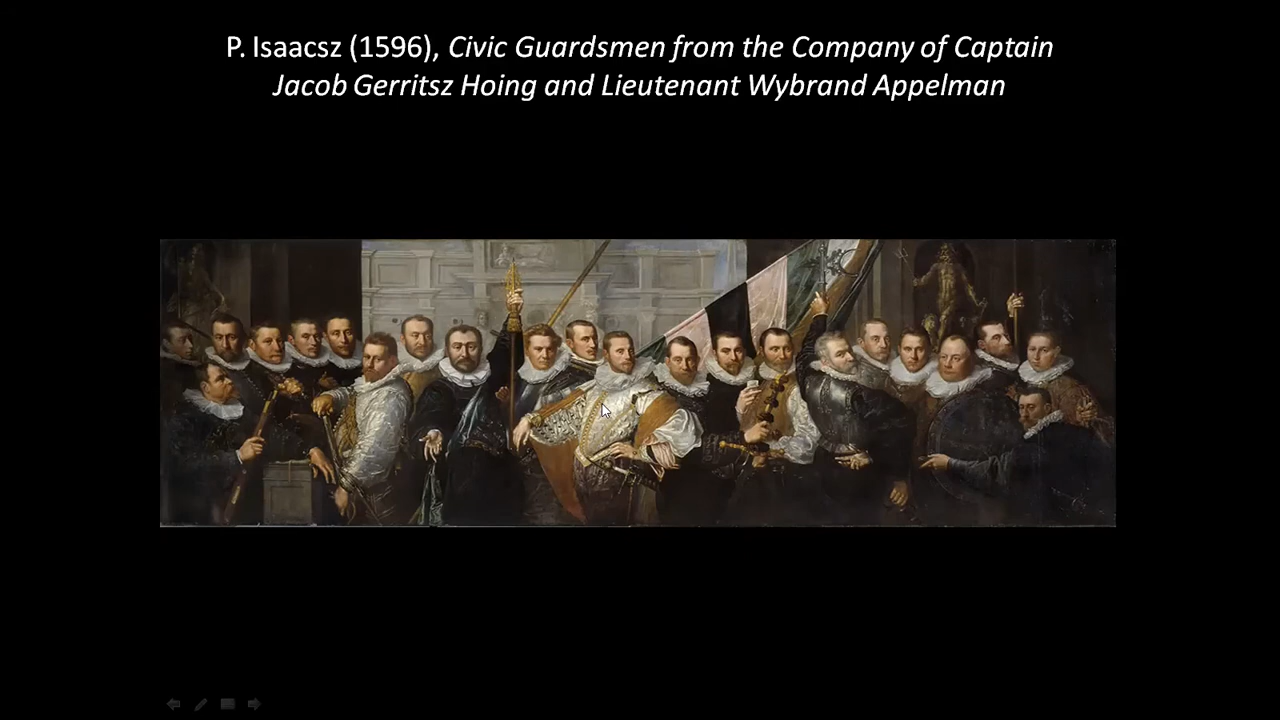 P. Isaacsz (1596), Civic Guardsmen from the Company of Captain
Jacob Gerritsz Hoing and Lieutenant Wybrand Appelman